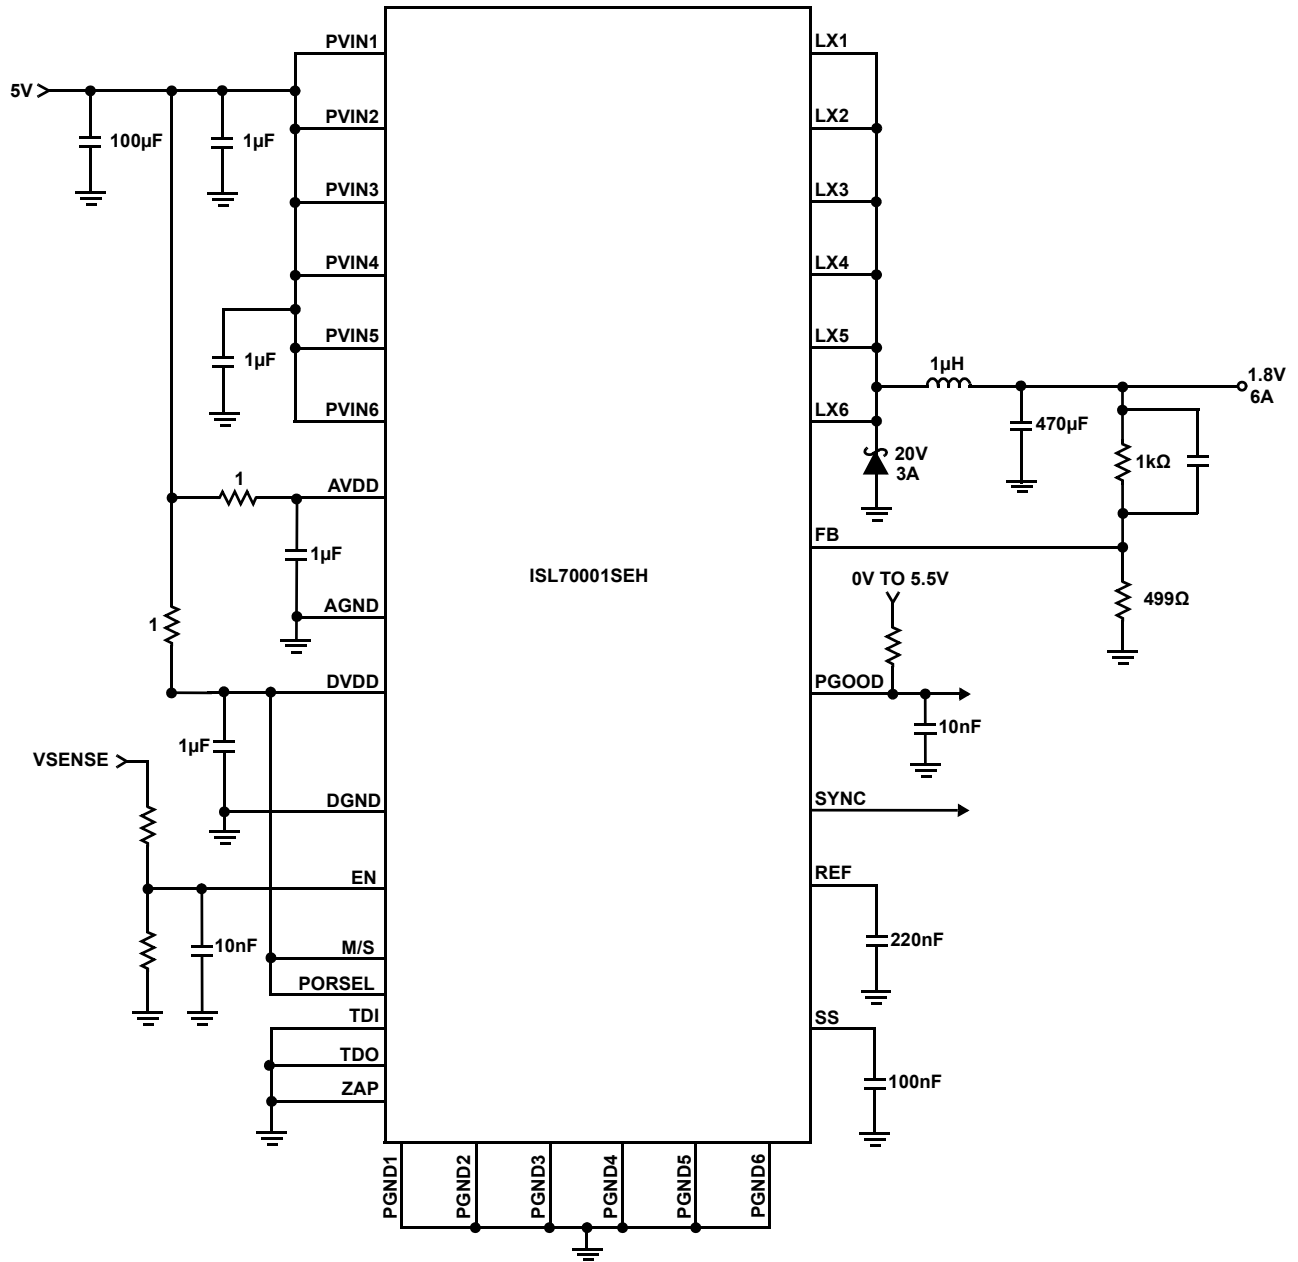 PVIN1
LX1
5V
PVIN2
LX2
100µF
1µF
PVIN3
LX3
PVIN4
LX4
PVIN5
LX5
1µF
1µH
1.8V
6A
PVIN6
LX6
470µF
20V
3A
1kΩ
1
AVDD
FB
1µF
ISL70001SEH
0V TO 5.5V
499Ω
AGND
1
DVDD
PGOOD
10nF
1µF
VSENSE
DGND
SYNC
EN
REF
10nF
M/S
220nF
PORSEL
TDI
SS
TDO
100nF
ZAP
PGND1
PGND2
PGND3
PGND4
PGND5
PGND6